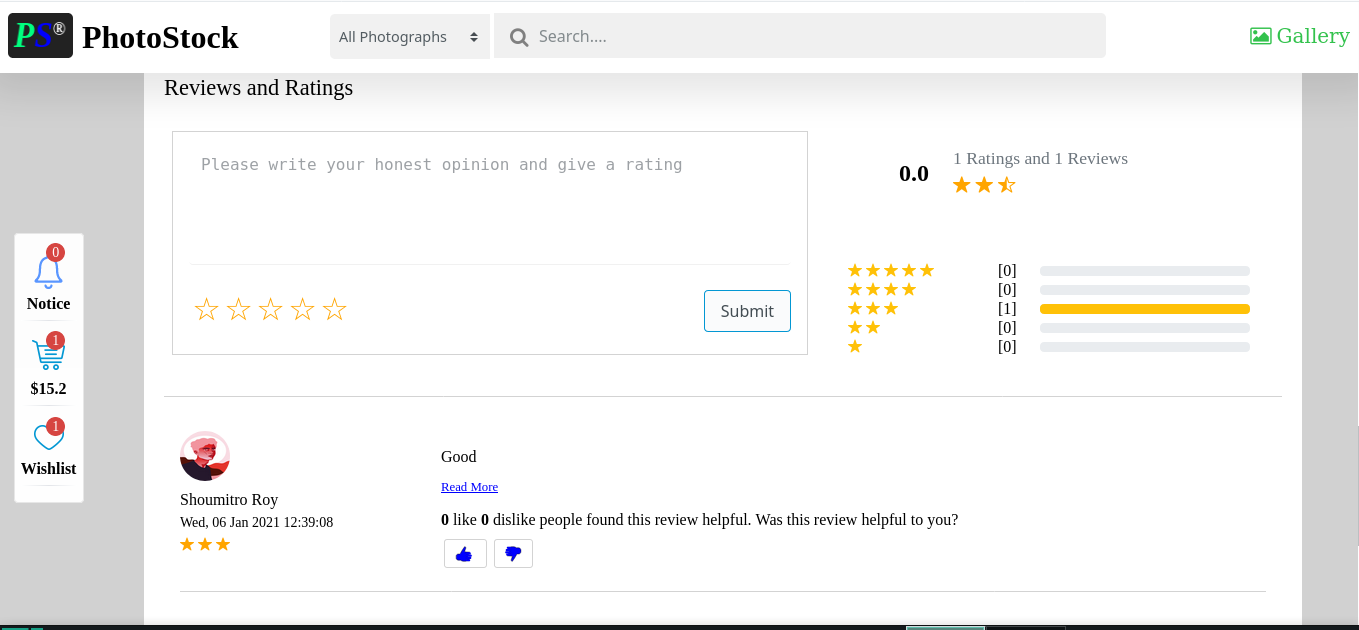 PS® PhotoStock
All Photographs
Search....
Gallery
Reviews and Ratings
Please write your honest opinion and give a rating
Submit
0.0
1 Ratings and 1 Reviews
[0]
[0]
[1]
[0]
[0]
0
Notice
1
$15.2
1
Wishlist
Shoumitro Roy
Wed, 06 Jan 2021 12:39:08
Good
Read More
0 like 0 dislike people found this review helpful. Was this review helpful to you?